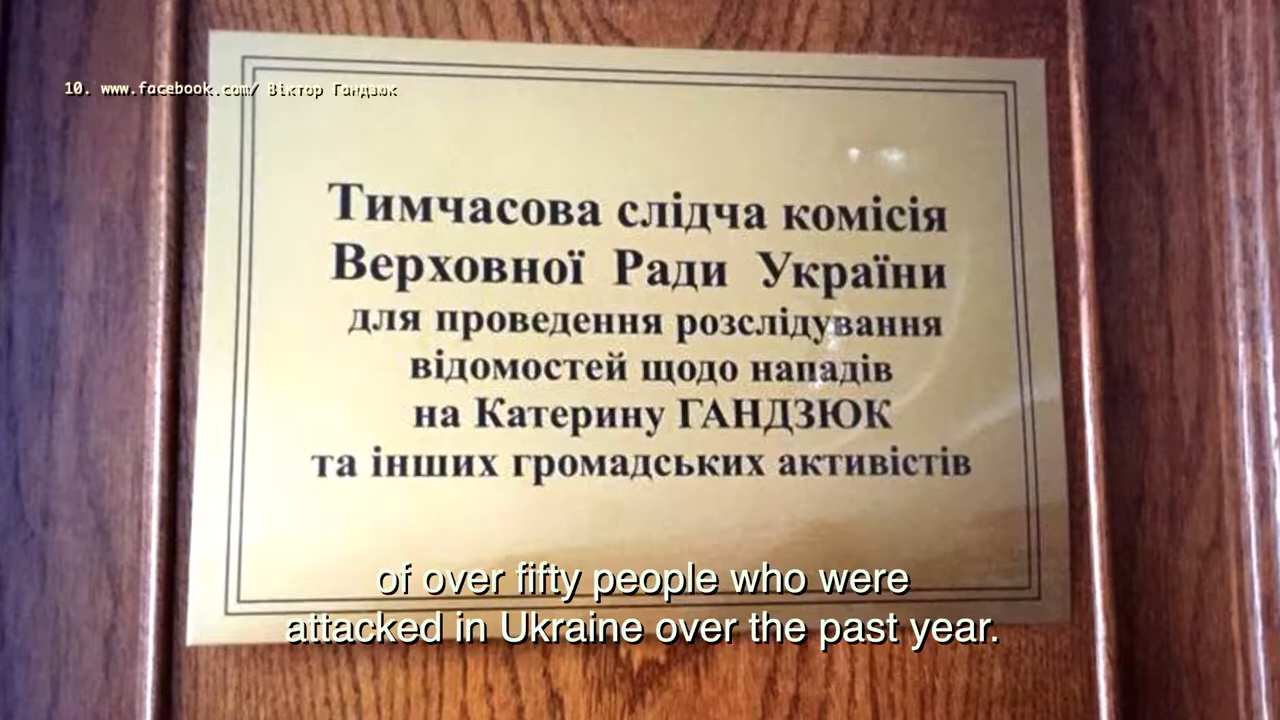 10. www.facebook.com/ Віктор Гандзюк
Тимчасова слідча комісія
Верховної Ради України
для проведення розслідування
відомостей щодо нападів
на Катерину ГАНДЗЮК
та інших громадських активістів
of over fifty people who were
attacked in Ukraine over the past year.